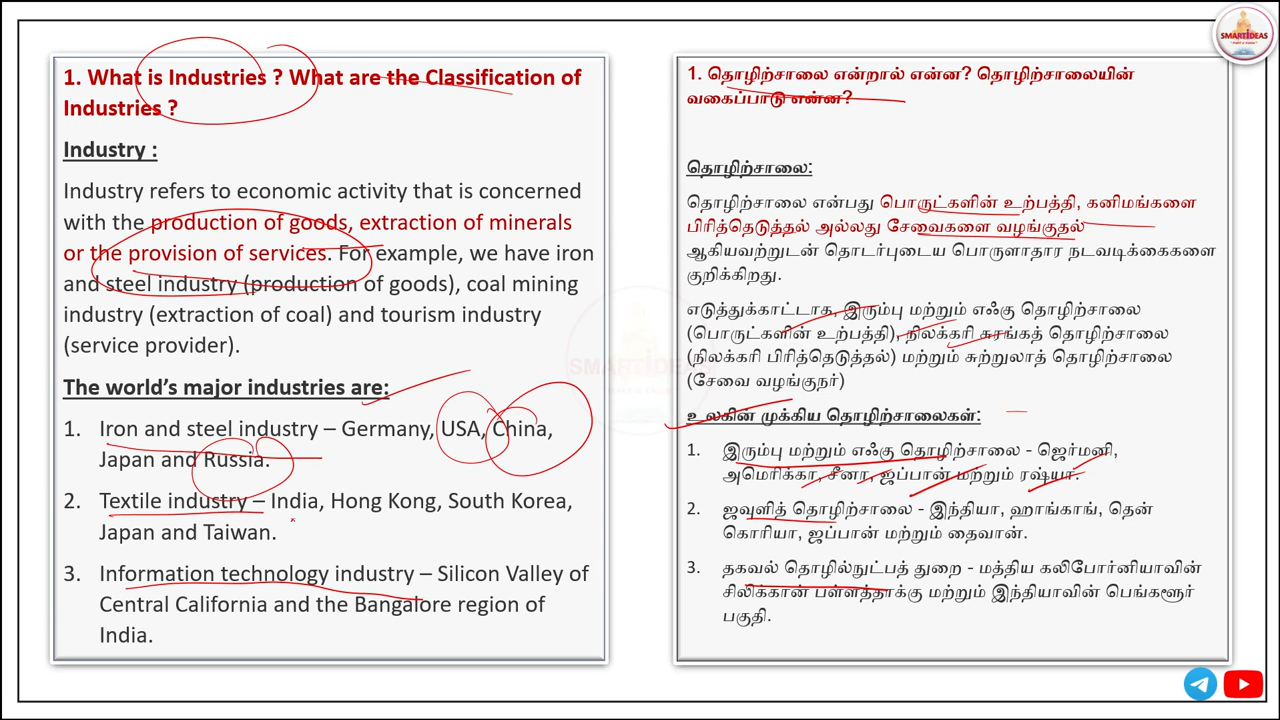 SMARTIDEAS
1. What is Industries ? What are the Classification of
Industries ?
Industry :
Industry refers to economic activity that is concerned
with the production of goods, extraction of minerals
or the provision of services. For example, we have iron
and steel industry (production of goods), coal mining
industry (extraction of coal) and tourism industry
(service provider).
The world’s major industries are:
1. Iron and steel industry – Germany, USA, China,
Japan and Russia.
2. Textile industry – India, Hong Kong, South Korea,
Japan and Taiwan.
3. Information technology industry – Silicon Valley of
Central California and the Bangalore region of
India.
1. தொழிற்சாலை என்றால் என்ன? தொழிற்சாலையின்
வகைப்பாடு என்ன?
தொழிற்சாலை:
தொழிற்சாலை என்பது பொருட்களின் உற்பத்தி, கனிமங்களை
பிரித்தெடுத்தல் அல்லது சேவைகளை வழங்குதல்
ஆகியவற்றுடன் தொடர்புடைய பொருளாதார நடவடிக்கைகளை
குறிக்கிறது.
எடுத்துக்காட்டாக, இரும்பு மற்றும் எஃகு தொழிற்சாலை
(பொருட்களின் உற்பத்தி), நிலக்கரி சுரங்கத் தொழிற்சாலை
(நிலக்கரி பிரித்தெடுத்தல்) மற்றும் சுற்றுலாத் தொழிற்சாலை
(சேவை வழங்குநர்)
உலகின் முக்கிய தொழிற்சாலைகள்:
1. இரும்பு மற்றும் எஃகு தொழிற்சாலை - ஜெர்மனி,
அமெரிக்கா, சீனா, ஜப்பான் மற்றும் ரஷ்யா.
2. ஜவுளித் தொழிற்சாலை - இந்தியா, ஹாங்காங், தென்
கொரியா, ஜப்பான் மற்றும் தைவான்.
3. தகவல் தொழில்நுட்பத் துறை - மத்திய கலிபோர்னியாவின்
சிலிக்கான் பள்ளத்தாக்கு மற்றும் இந்தியாவின் பெங்களூர்
பகுதி.
SMARTIDEAS